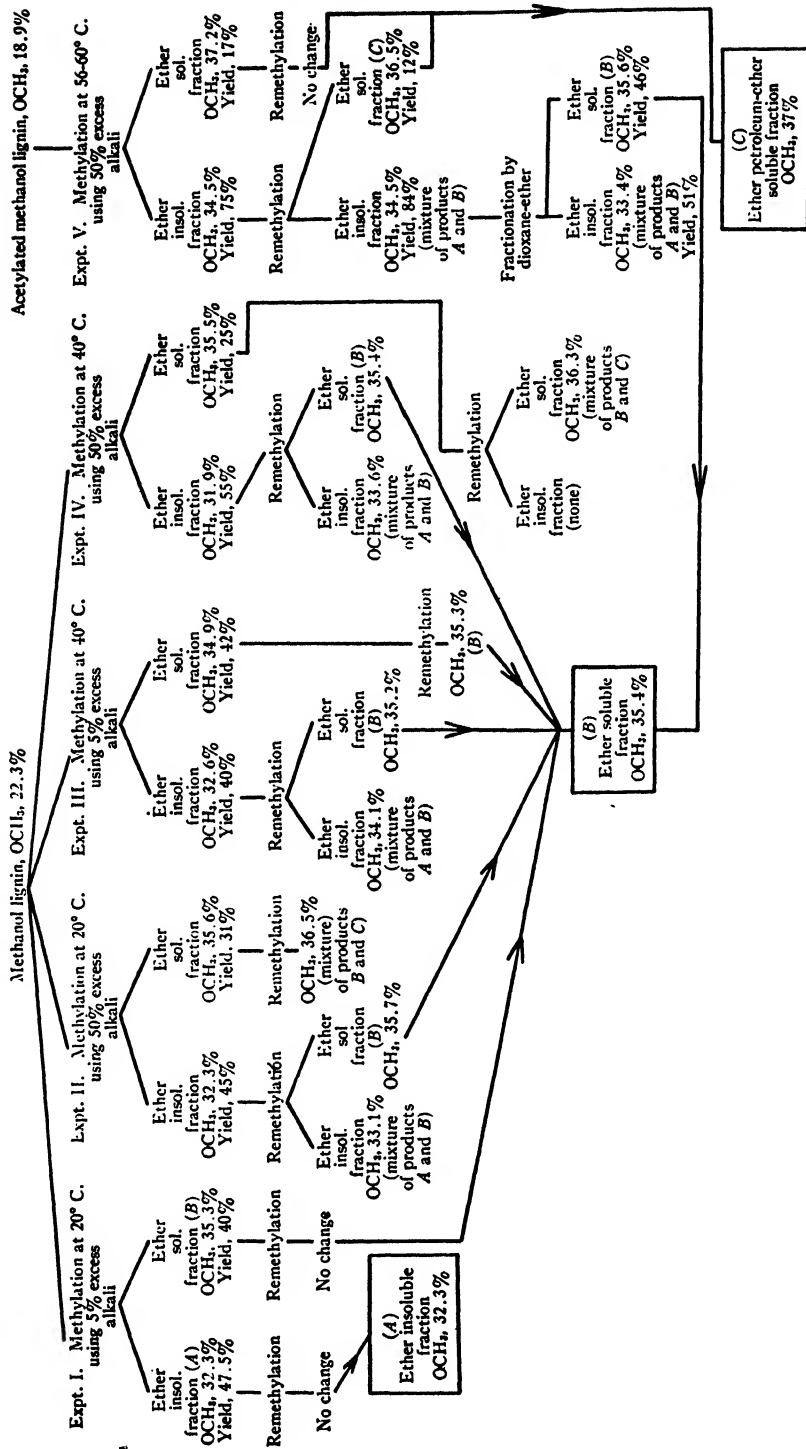 Methanol lignin, OCH₃, 22.3%
Acetylated methanol lignin, OCH₃, 18.9%
Expt. I. Methylation at 20° C.
using 5% excess
alkali
Ether
insol.
fraction (A)
OCH₃, 32.3%
Yield, 47.5%
Remethylation
No change
(A)
Ether insoluble
fraction
OCH₃, 32.3%
Ether
sol.
fraction (B)
OCH₃, 35.3%
Yield, 40%
Remethylation
No change
Expt. II. Methylation at 20° C.
using 50% excess
alkali
Ether
insol.
fraction
OCH₃, 32.3%
Yield, 45%
Remethylation
Ether
insol.
fraction
OCH₃, 33.1%
(mixture
of products
A and B)
Ether
sol
fraction
(B)
OCH₃, 35.7%
Ether
sol.
fraction
OCH₃, 35.6%
Yield, 31%
Remethylation
OCH₃, 36.5%
(mixture)
of products
B and C)
Expt. III. Methylation at 40° C.
using 5% excess
alkali
Ether
insol.
fraction
OCH₃, 32.6%
Yield, 40%
Remethylation
Ether
insol.
fraction
OCH₃, 34.1%
(mixture
of products
A and B)
Ether
sol.
fraction
(B)
OCH₃, 35.2%
Ether
sol.
fraction
OCH₃, 34.9%
Yield, 42%
Remethylation
OCH₃, 35.3%
(B)
Expt. IV. Methylation at 40° C.
using 50% excess
alkali
Ether
insol.
fraction
OCH₃, 31.9%
Yield, 55%
Remethylation
Ether
insol.
fraction
OCH₃, 33.6%
(mixture
of products
A and B)
Ether
sol.
fraction (B)
OCH₃, 35.4%
Ether
sol.
fraction
OCH₃, 35.5%
Yield, 25%
Remethylation
Ether
insol.
fraction
(none)
Ether
sol.
fraction
OCH₃, 36.3%
(mixture
of products
B and C)
(B)
Ether soluble
fraction
OCH₃, 35.4%
Expt. V. Methylation at 56-60° C.
using 50% excess
alkali
Ether
insol.
fraction
OCH₃, 34.5%
Yield, 75%
Remethylation
Ether
insol.
fraction
OCH₃, 34.5%
Yield, 84%
(mixture
of products
A and B)
Fractionation by
dioxane-ether
Ether
insol.
fraction
OCH₃, 33.4%
(mixture
of products
A and B)
Yield, 51%
Ether
sol.
fraction (B)
OCH₃, 35.6%
Yield, 46%
Ether
sol.
fraction
OCH₃, 37.2%
Yield, 17%
Remethylation
No change
Ether
sol.
fraction (C)
OCH₃, 36.5%
Yield, 12%
(C)
Ether petroleum-ether
soluble fraction
OCH₃, 37%